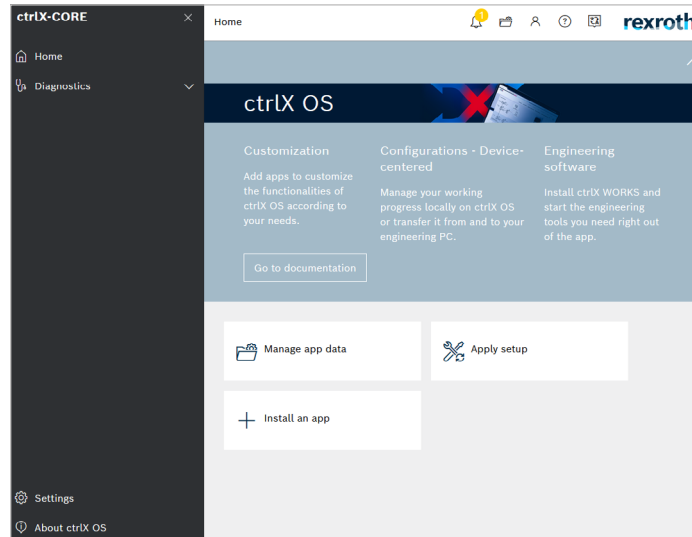 ctrlX-CORE
Home
Diagnostics
Settings
About ctrlX OS
Home
1
rexroth
ctrlX OS
Customization
Add apps to customize
the functionalities of
ctrlX OS according to
your needs.
Go to documentation
Configurations - Device-
centered
Manage your working
progress locally on ctrlX OS
or transfer it from and to your
engineering PC.
Engineering
software
Install ctrlX WORKS and
start the engineering
tools you need right out
of the app.
Manage app data
Apply setup
Install an app